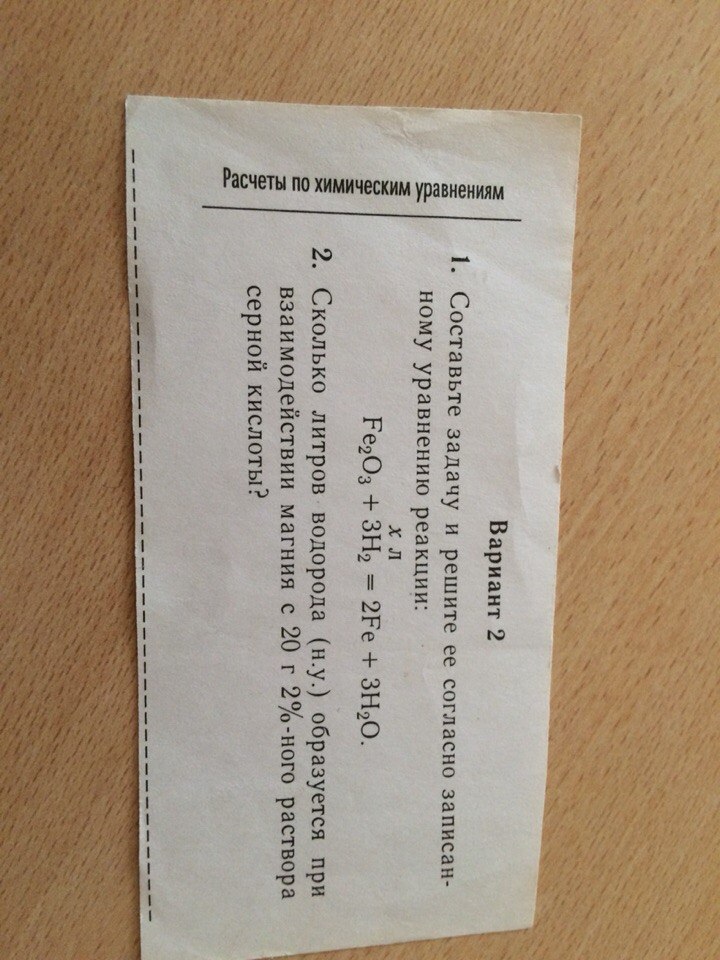 Расчеты по химическим уравнениям
Вариант 2
1. Составьте задачу и решите ее согласно записан-
ному уравнению реакции:
x л
Fe₂O₃ + 3H₂ = 2Fe + 3H₂O.
2. Сколько литров водорода (н.у.) образуется при
взаимодействии магния с 20 г 2%-ного раствора
серной кислоты?